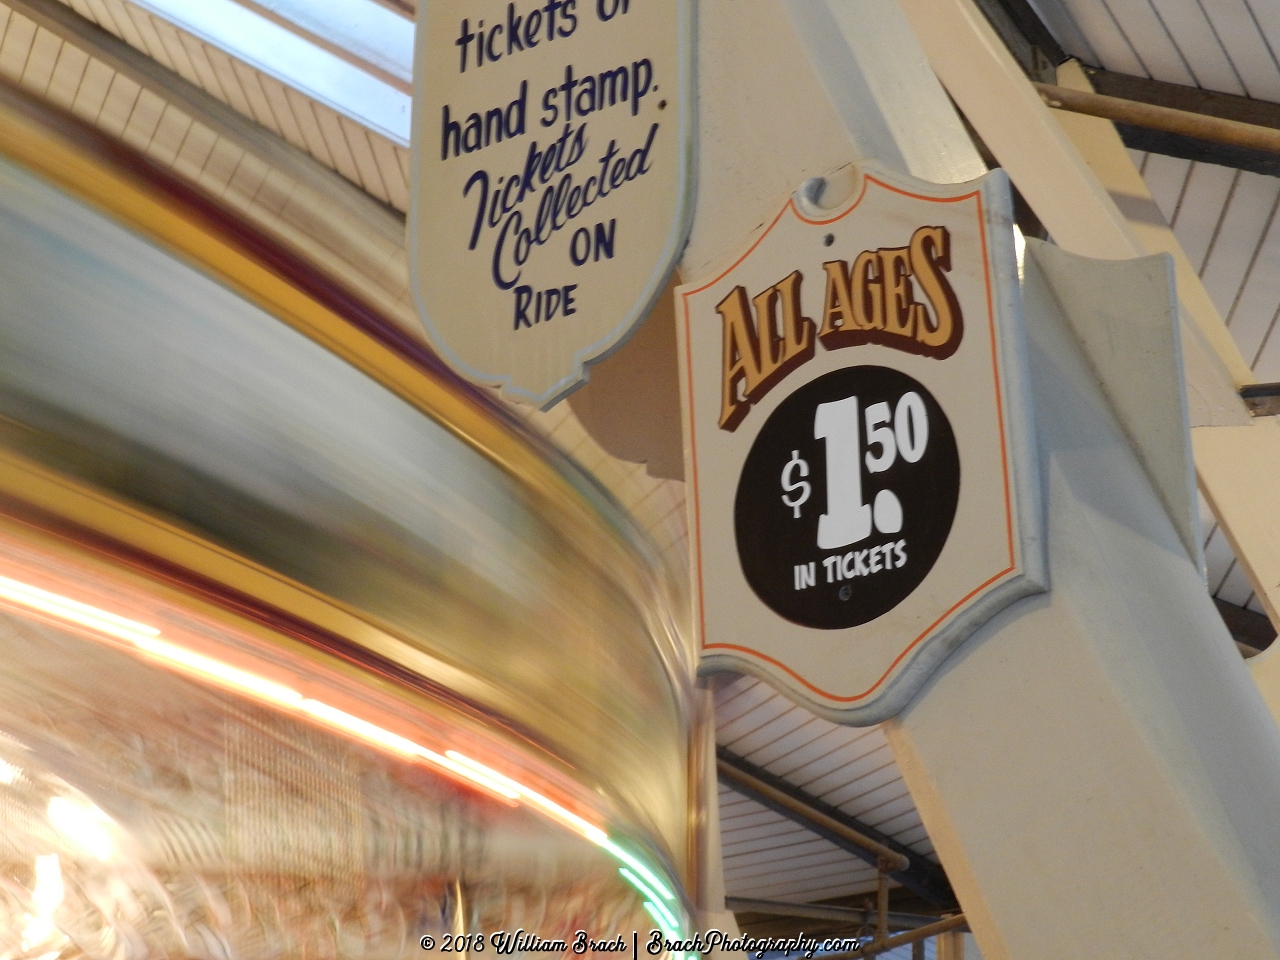 tickets or
hand stamp.
Tickets
Collected
ON
RIDE
ALL AGES
$1.50
IN TICKETS
© 2018 William Brach | BrachPhotography.com